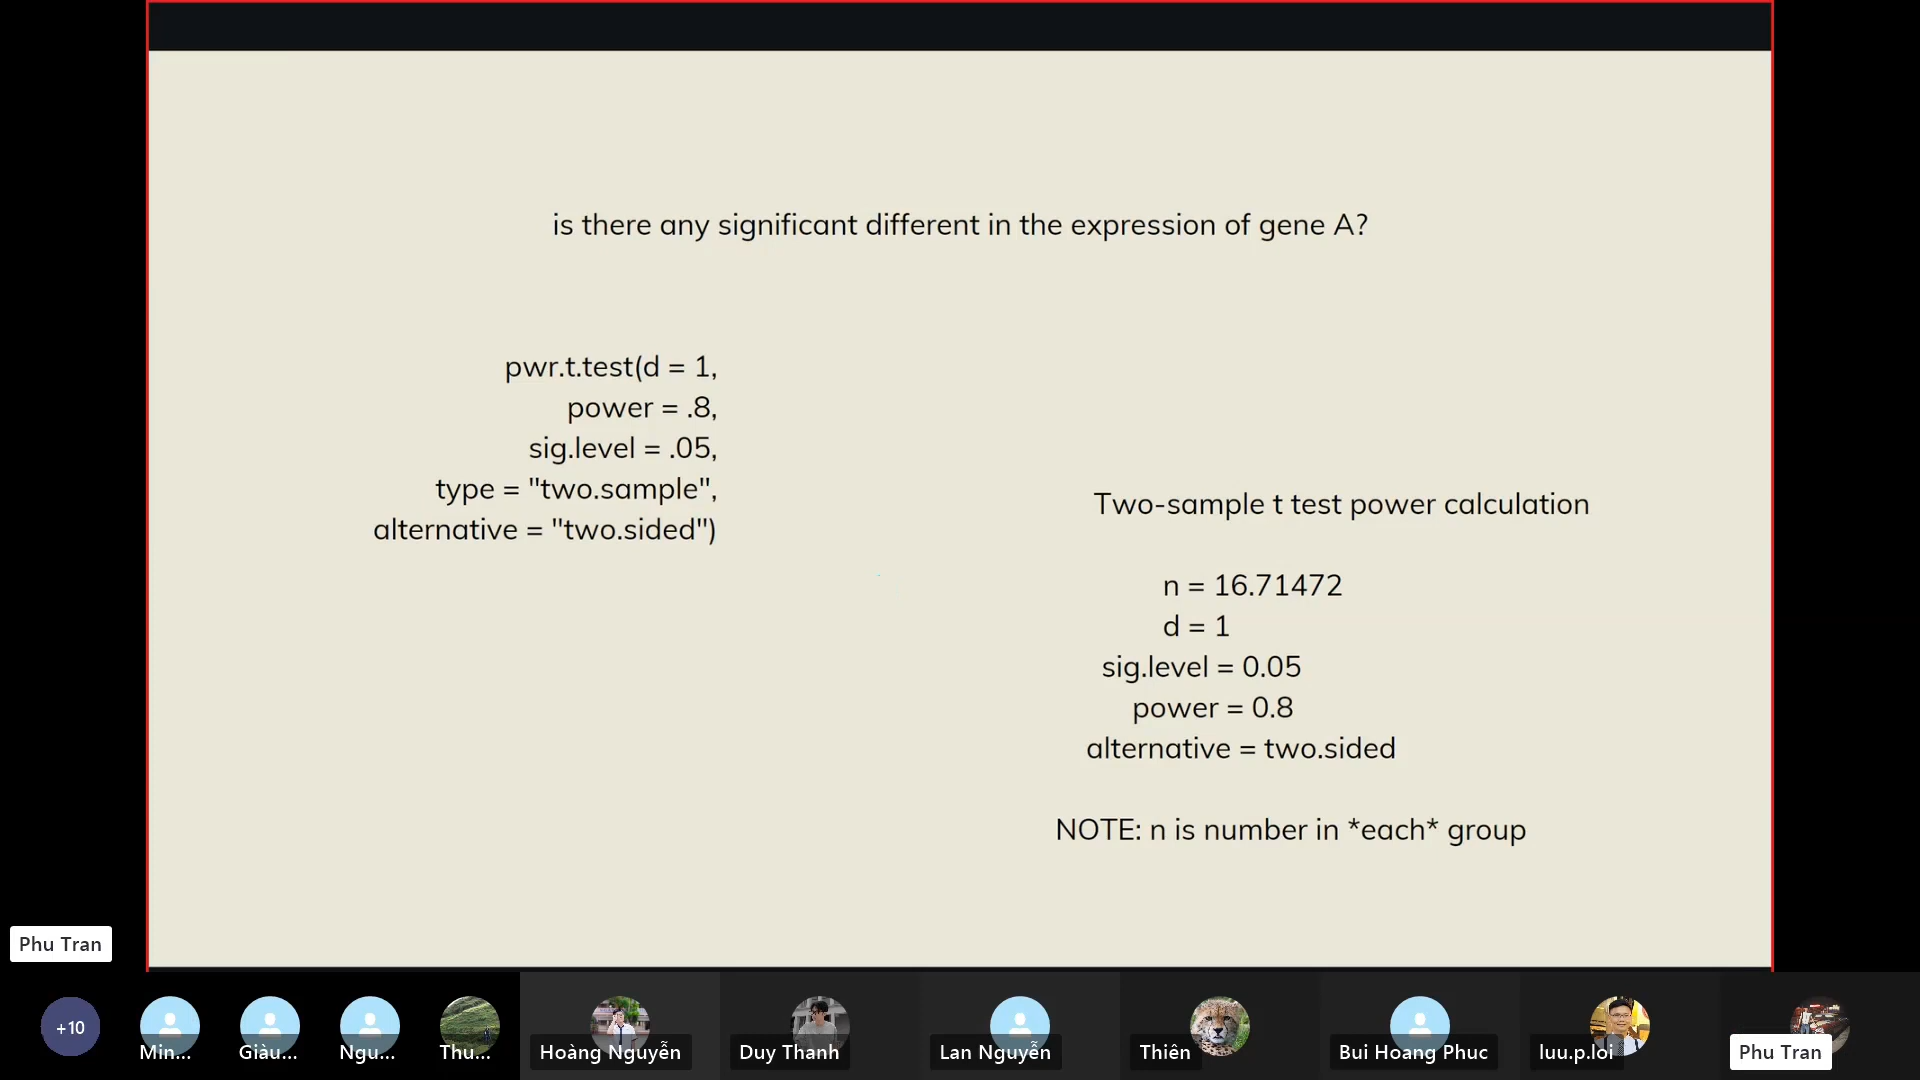 is there any significant different in the expression of gene A?
pwr.t.test(d = 1,
power = .8,
sig.level = .05,
type = "two.sample",
alternative = "two.sided")
Two-sample t test power calculation
n = 16.71472
d = 1
sig.level = 0.05
power = 0.8
alternative = two.sided
NOTE: n is number in *each* group
Phu Tran
+10
Min...
Giàu...
Ngu...
Thu...
Hoàng Nguyễn
Duy Thanh
Lan Nguyễn
Thiên
Bui Hoang Phuc
luu.p.loi
Phu Tran